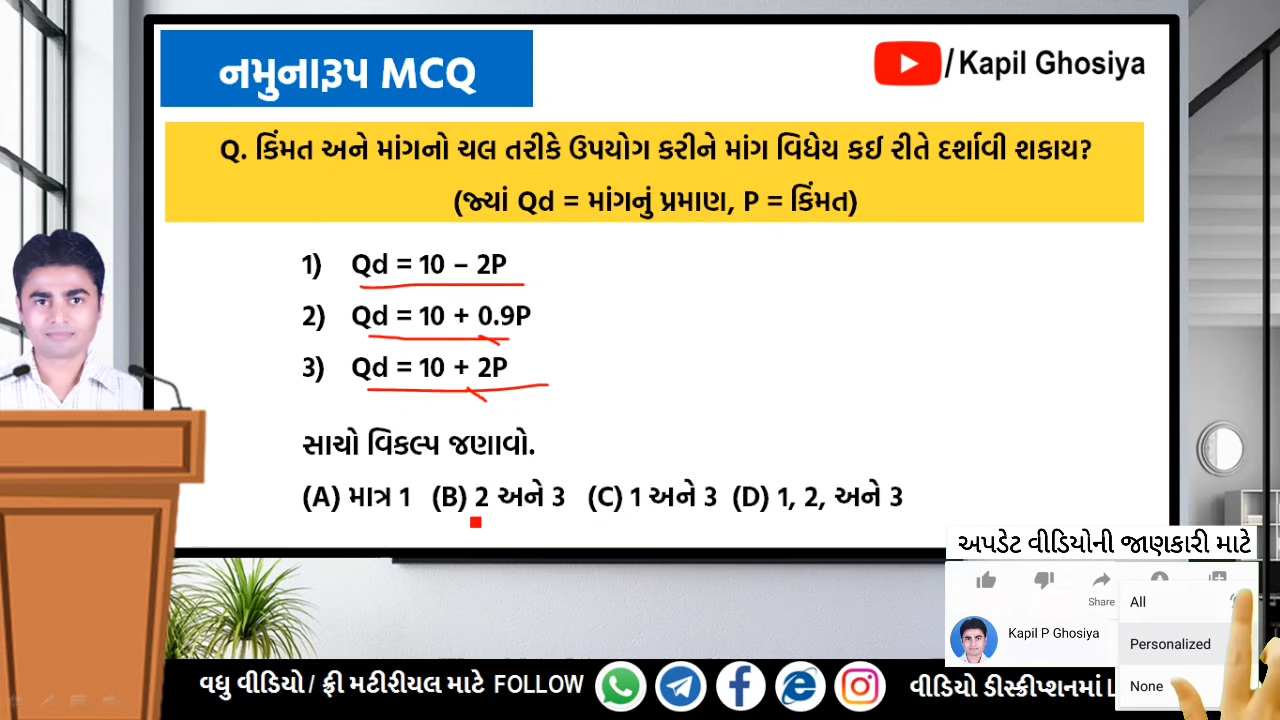 નમુનારૂપ MCQ
/Kapil Ghosiya
Q. કિંમત અને માંગનો ચલ તરીકે ઉપયોગ કરીને માંગ વિધેય કઈ રીતે દર્શાવી શકાય?
(જ્યાં Qd = માંગનું પ્રમાણ, P = કિંમત)
1) Qd = 10 – 2P
2) Qd = 10 + 0.9P
3) Qd = 10 + 2P
સાચો વિકલ્પ જણાવો.
(A) માત્ર 1 (B) 2 અને 3 (C) 1 અને 3 (D) 1, 2, અને 3
અપડેટ વીડિયોની જાણકારી માટે
Share
All
Kapil P Ghosiya
Personalized
None
વધુ વીડિયો / ફ્રી મટીરીયલ માટે FOLLOW
વીડિયો ડીસ્ક્રીપ્શનમાં